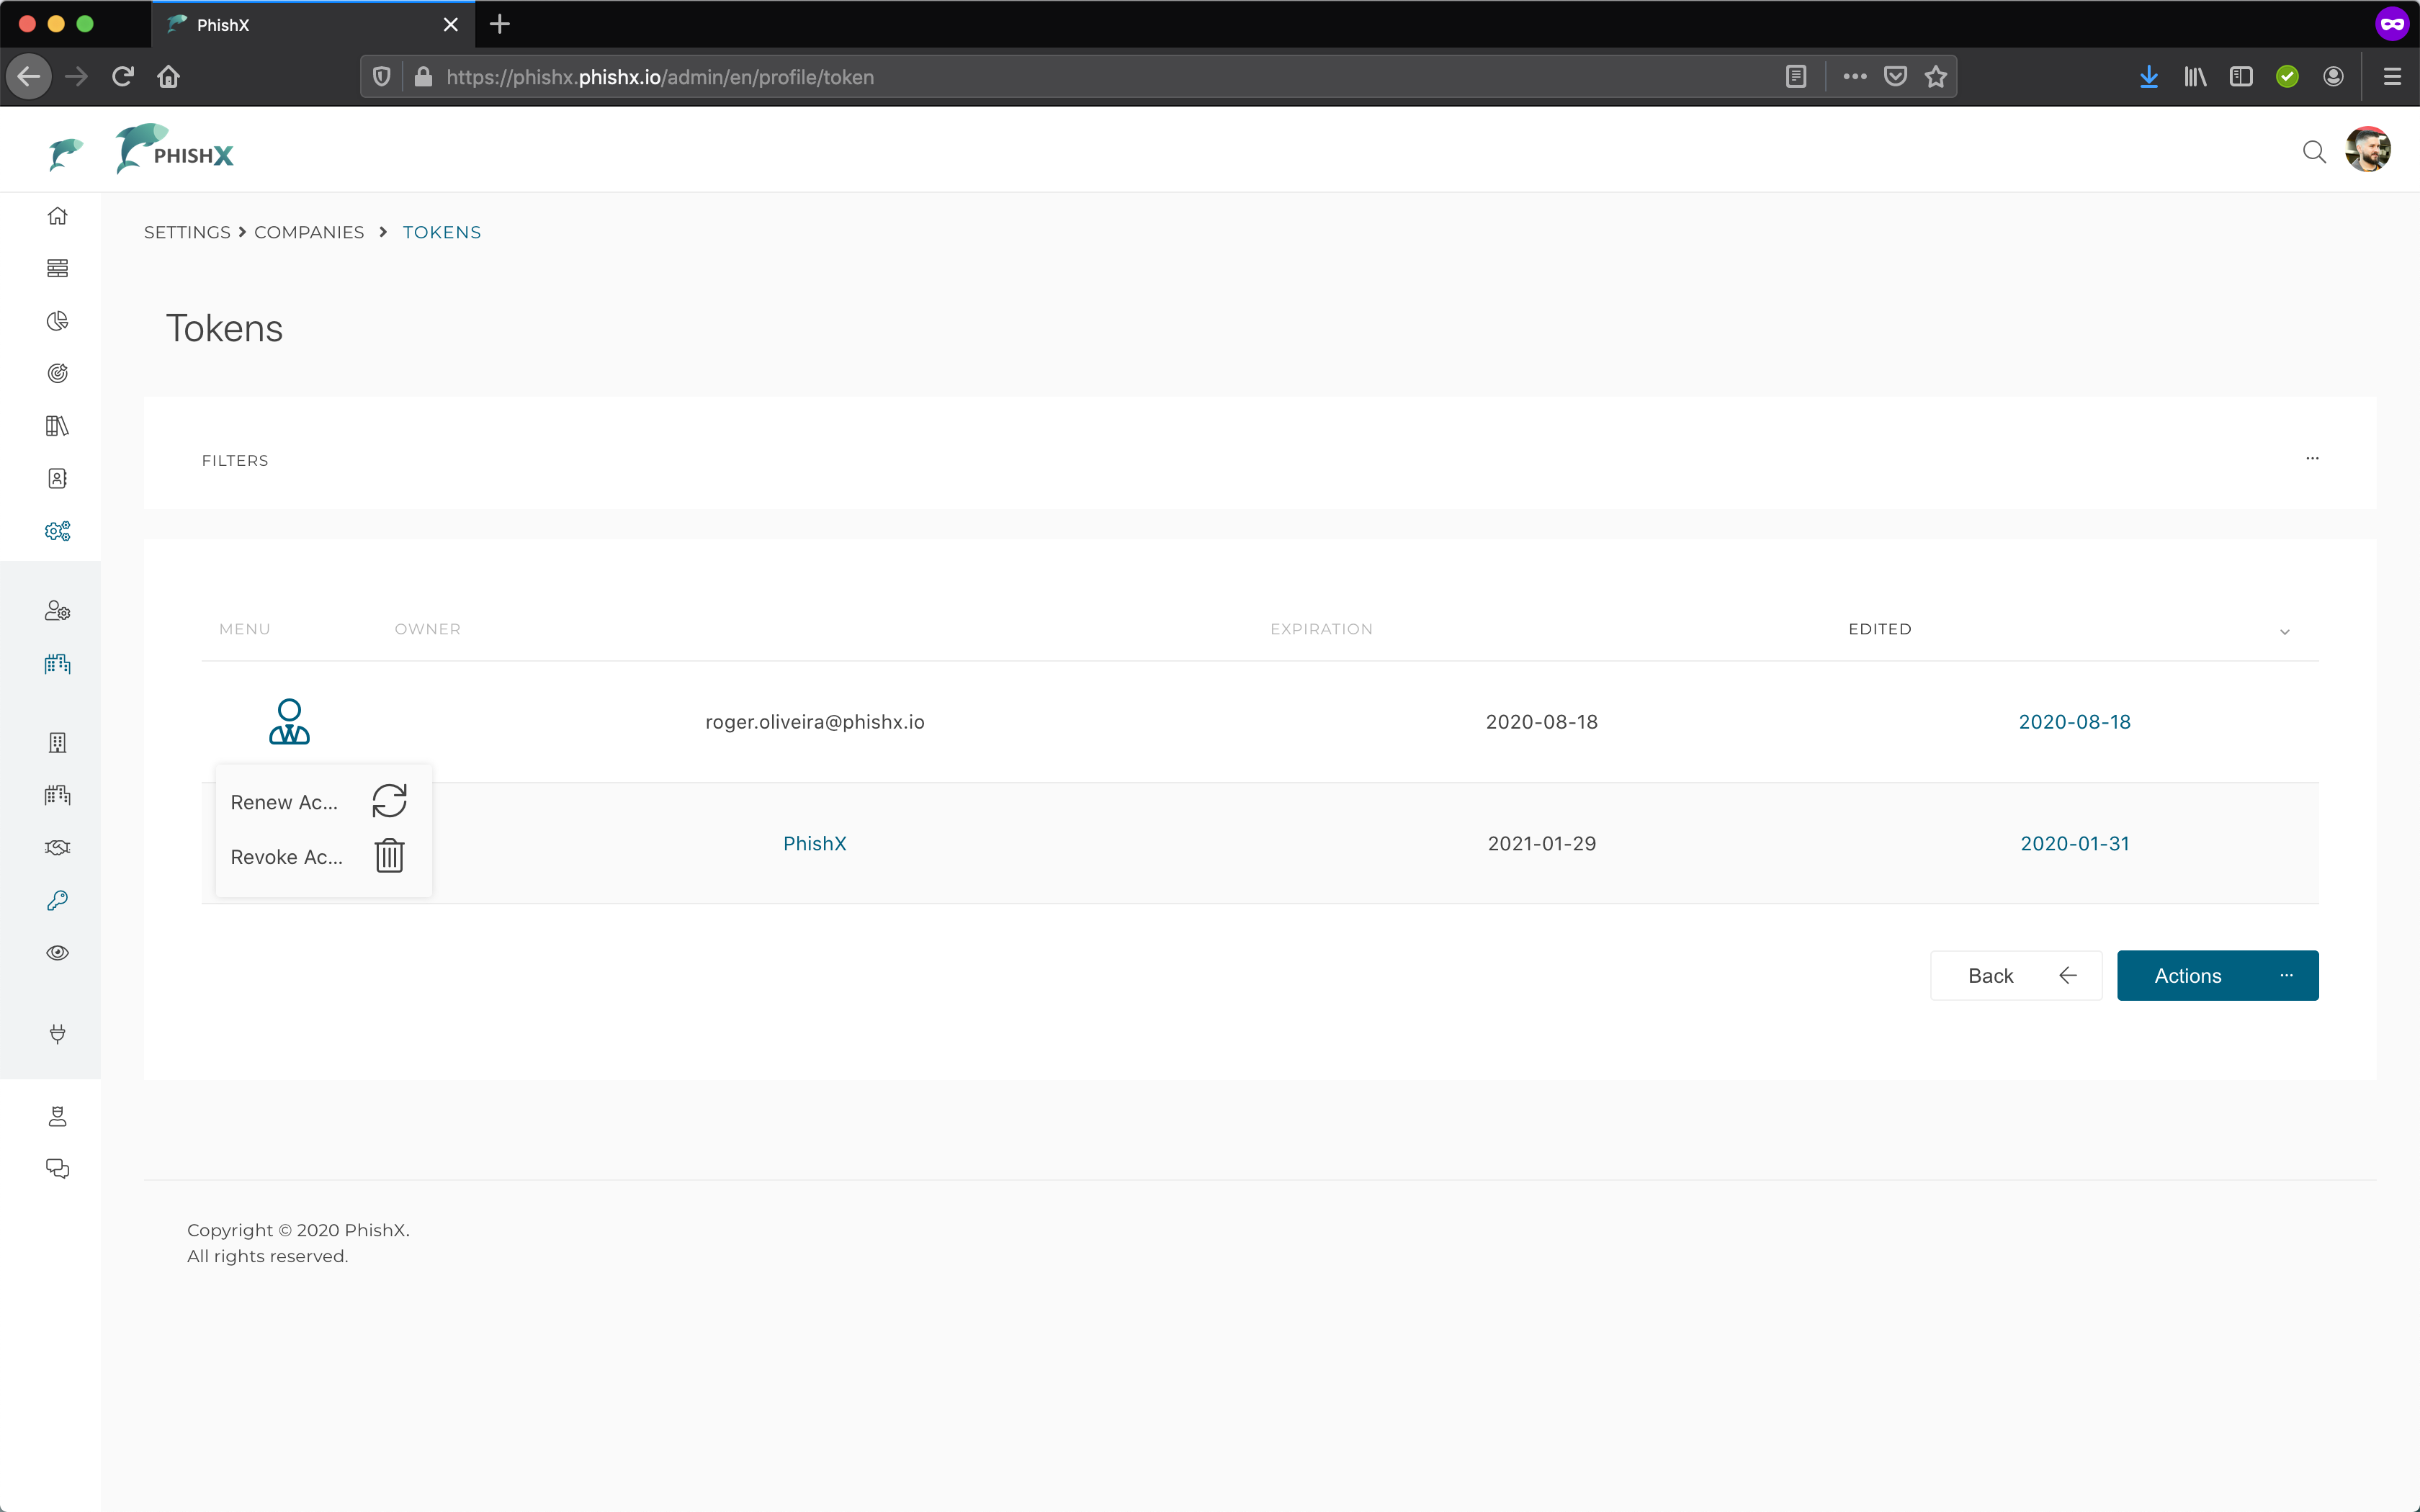 PhishX
https://phishx.phishx.io/admin/en/profile/token
PHISHX
SETTINGS > COMPANIES > TOKENS
Tokens
FILTERS
MENU OWNER EXPIRATION EDITED
roger.oliveira@phishx.io 2020-08-18 2020-08-18
Renew Ac...
Revoke Ac...
PhishX 2021-01-29 2020-01-31
Back Actions
Copyright © 2020 PhishX.
All rights reserved.